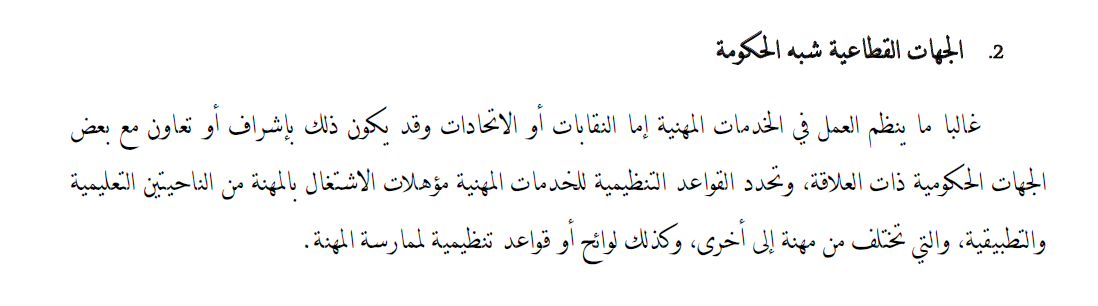 2. الجهات القطاعية شبه الحكومة
غالبا ما ينظم العمل في الخدمات المهنية إما النقابات أو الاتحادات وقد يكون ذلك بإشراف أو تعاون مع بعض
الجهات الحكومية ذات العلاقة، وتحدد القواعد التنظيمية للخدمات المهنية مؤهلات الاشتغال بالمهنة من الناحيتين التعليمية
والتطبيقية، والتي تختلف من مهنة إلى أخرى، وكذلك لوائح أو قواعد تنظيمية لممارسة المهنة.